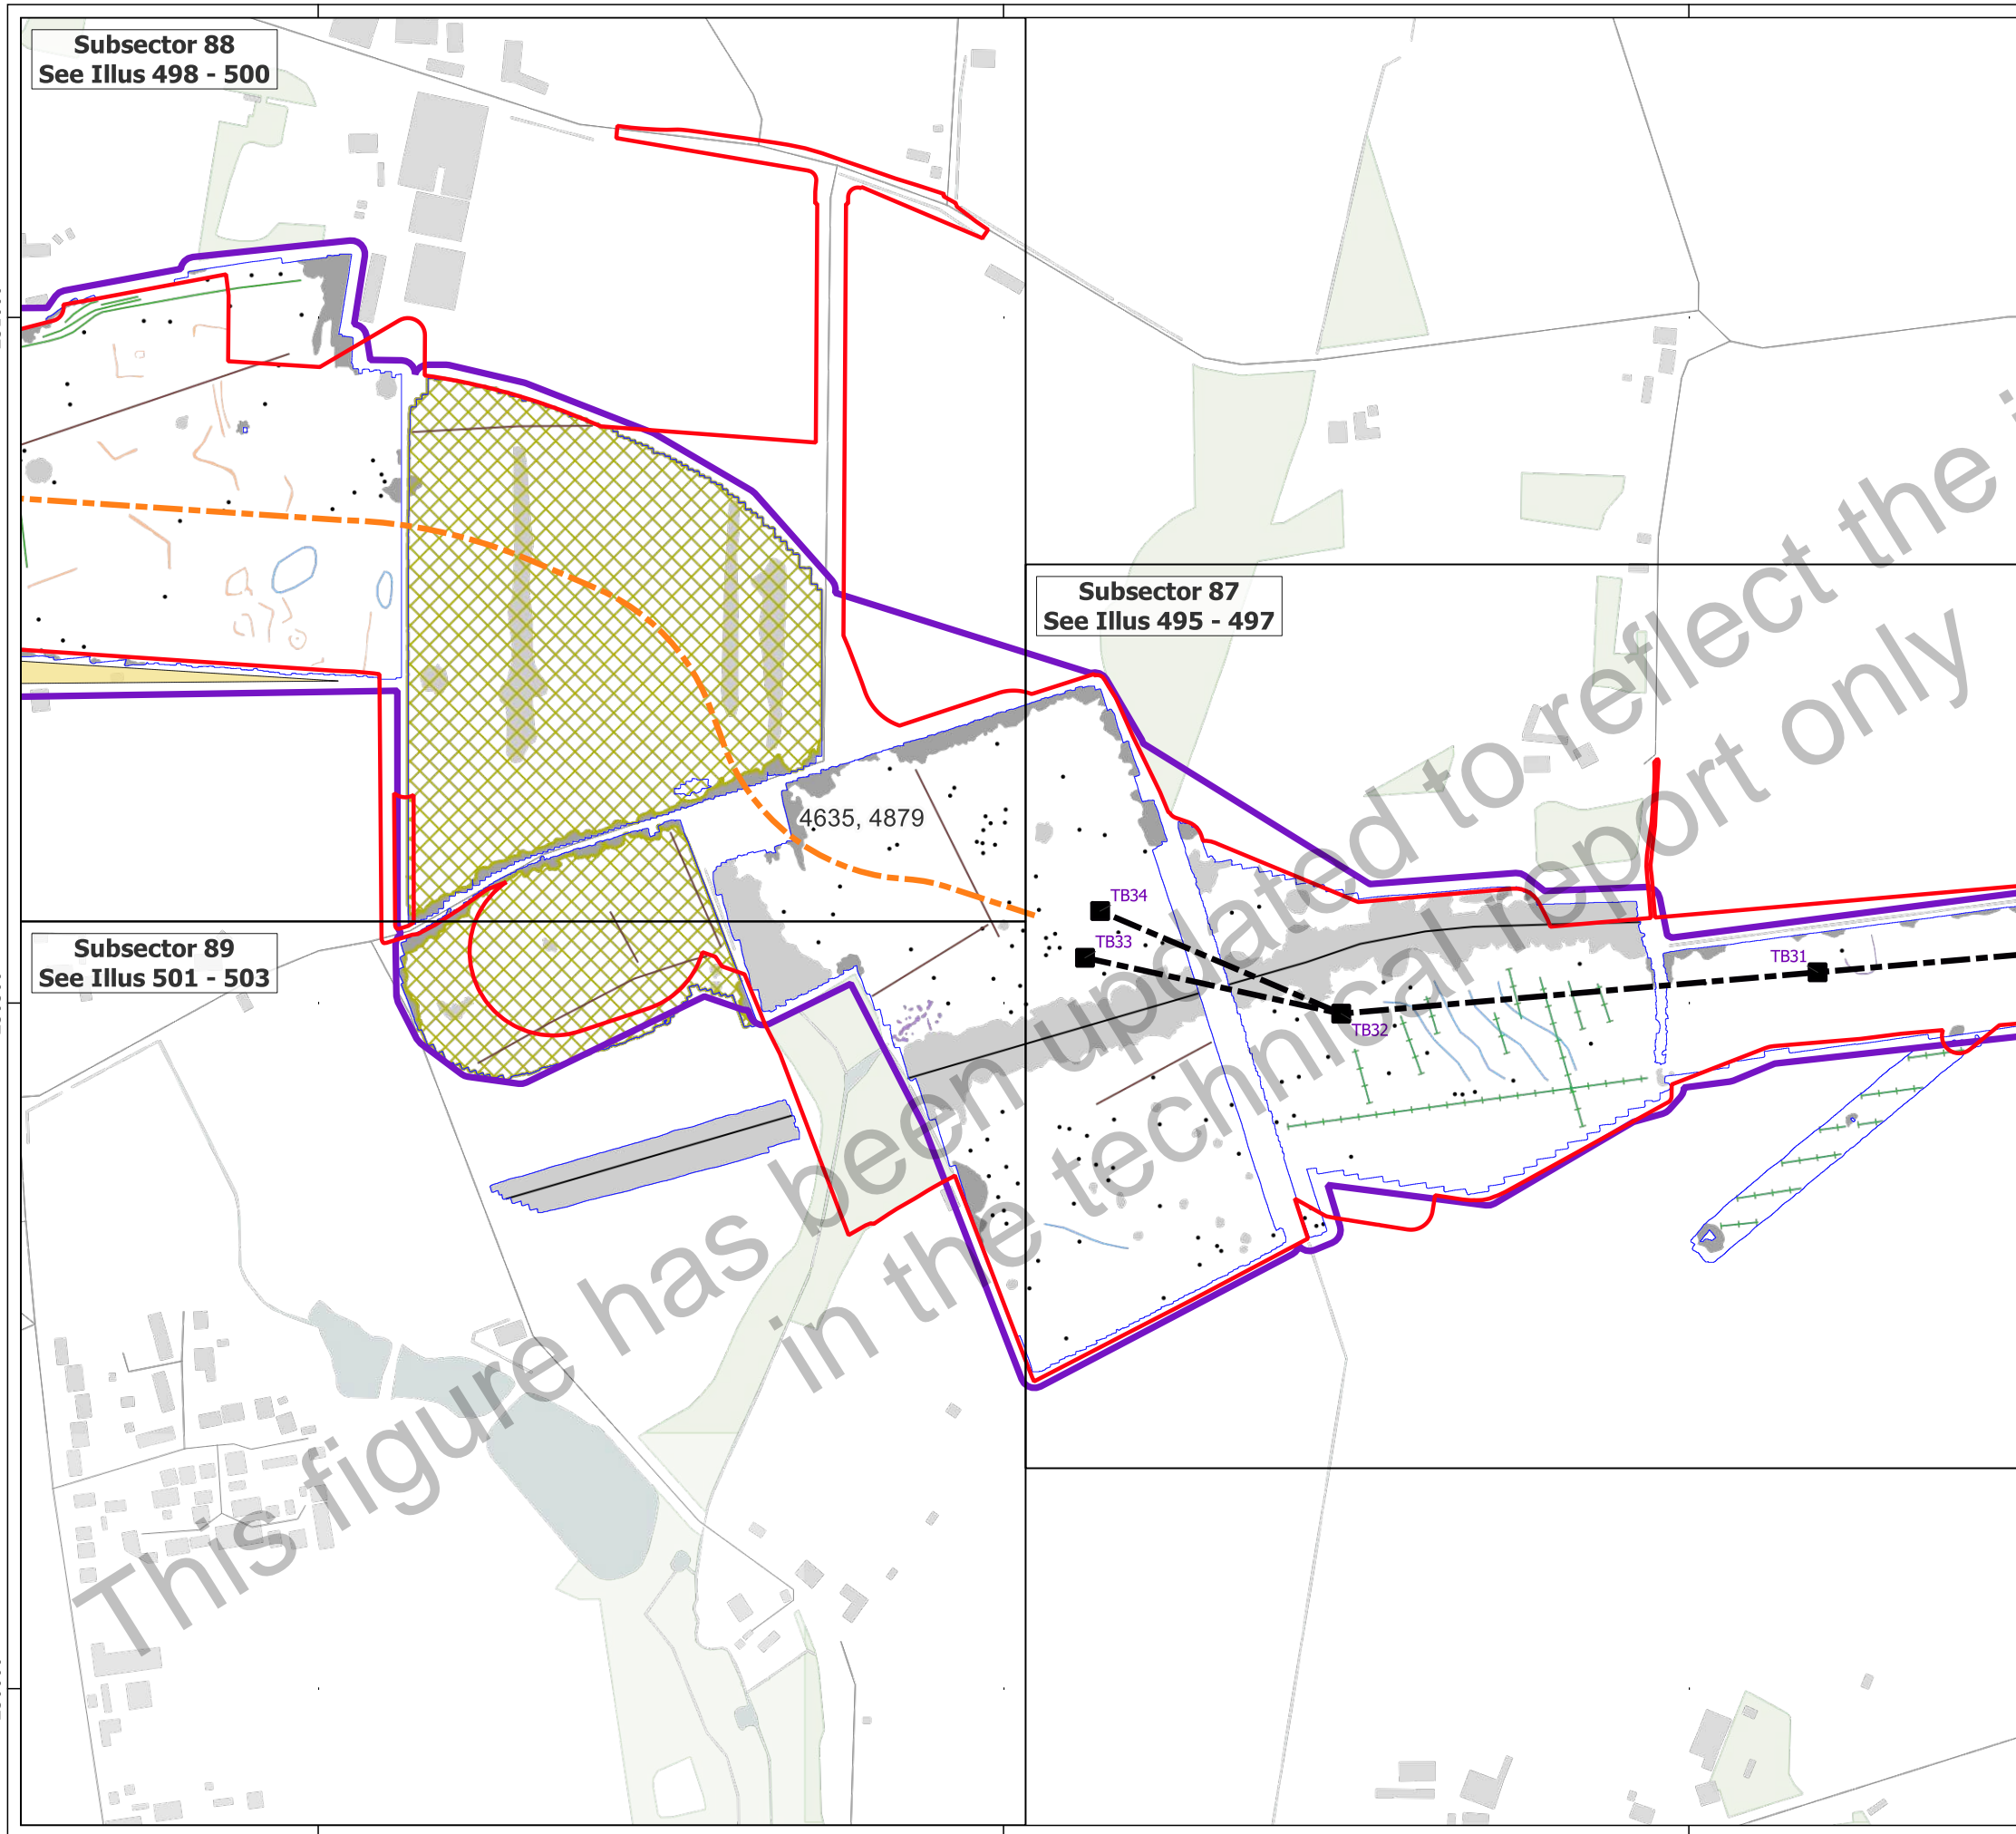 Subsector 88
See Illus 498 - 500
Subsector 87
See Illus 495 - 497
4635, 4879
TB34
TB33
TB31
TB32
Subsector 89
See Illus 501 - 503
This figure has been updated to reflect the
in the technical report only